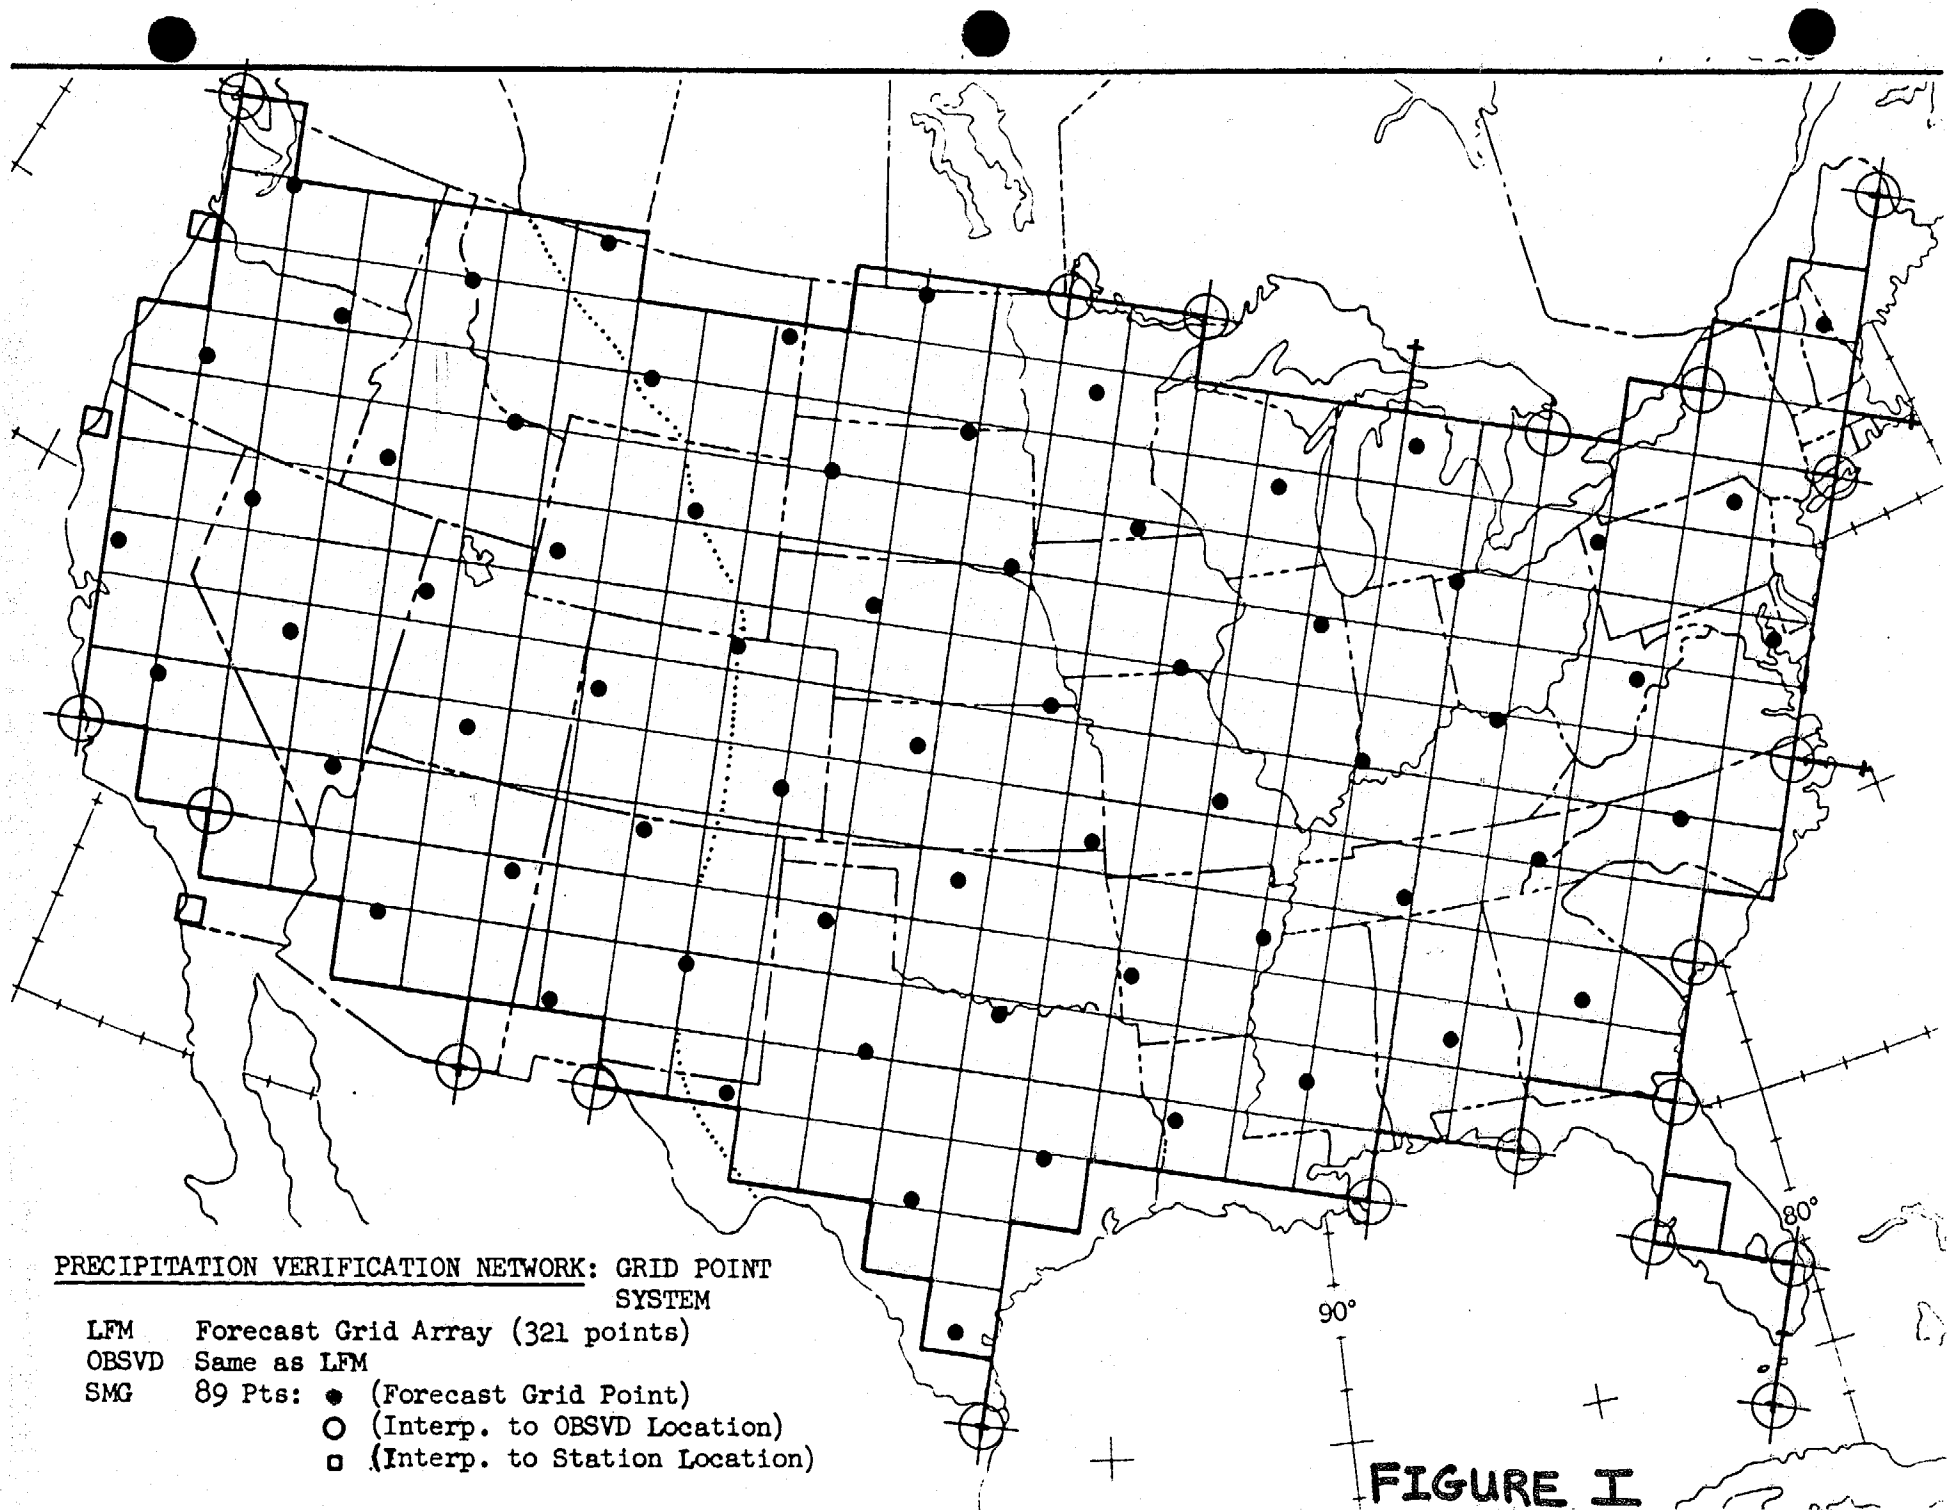 80°
PRECIPITATION VERIFICATION NETWORK: GRID POINT
SYSTEM
90°
LFM Forecast Grid Array (321 points)
OBSVD Same as LFM
SMG 89 Pts: ● (Forecast Grid Point)
○ (Interp. to OBSVD Location)
□ (Interp. to Station Location)
FIGURE I